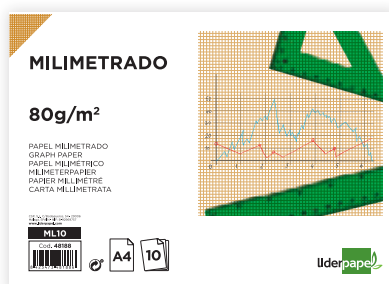 MILIMETRADO
80g/m²
PAPEL MILIMETRADO
GRAPH PAPER
PAPEL MILIMÉTRICO
MILIMETERPAPIER
PAPIER MILLIMÉTRÉ
CARTA MILLIMETRATA
ML10
Cod. 48188
A4
10
liderpapel